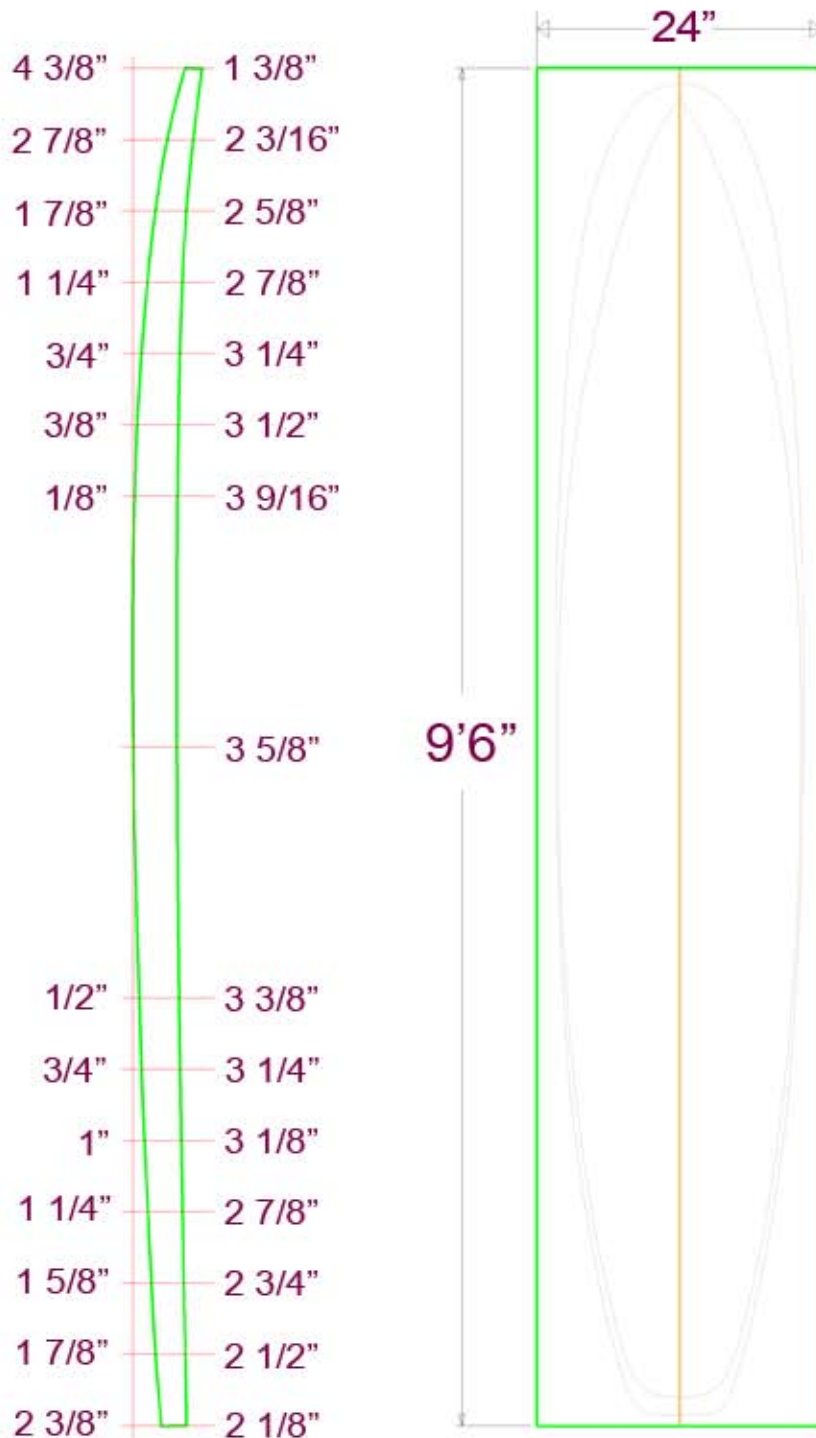 24”
4 3/8” 1 3/8”
2 7/8” 2 3/16”
1 7/8” 2 5/8”
1 1/4” 2 7/8”
3/4” 3 1/4”
3/8” 3 1/2”
1/8” 3 9/16”
9’6”
3 5/8”
1/2” 3 3/8”
3/4” 3 1/4”
1” 3 1/8”
1 1/4” 2 7/8”
1 5/8” 2 3/4”
1 7/8” 2 1/2”
2 3/8” 2 1/8”